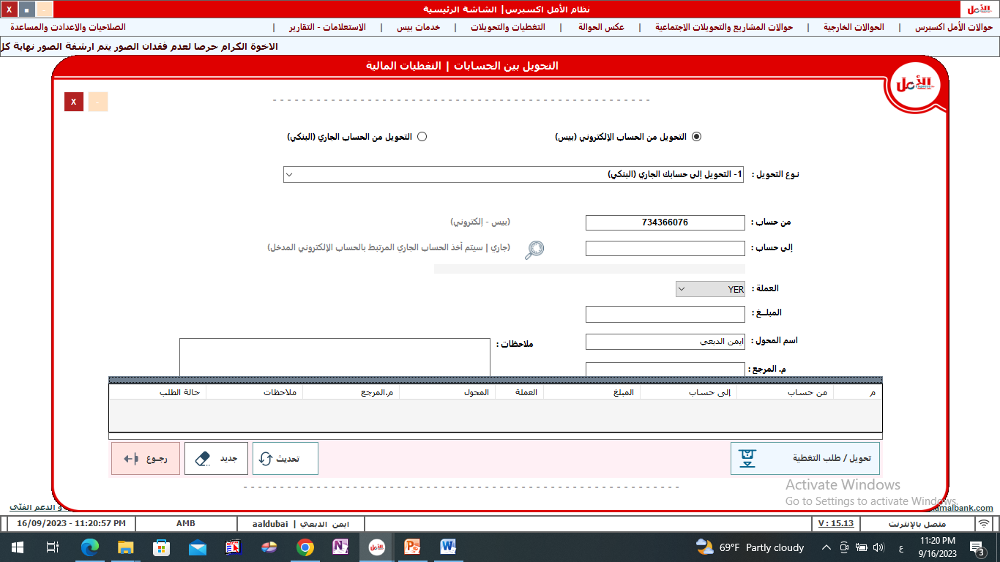 نظام الأمل اكسبرس| الشاشة الرئيسية
X
الأمل
حوالات الأمل اكسبرس | الحوالات الخارجية | حوالات المشاريع والتحويلات الاجتماعية | عكس الحوالة | التغطيات والتحويلات | خدمات بيس | الاستعلامات - التقارير | الصلاحيات والاعدادت والمساعدة
الاخوة الكرام حرصا لعدم فقدان الصور يتم ارشفة الصور نهاية كل
التحويل بين الحسابات | التغطيات المالية
الأمل
X
التحويل من الحساب الإلكتروني (بيس)
التحويل من الحساب الجاري (البنكي)
نوع التحويل :
1- التحويل إلى حسابك الجاري (البنكي)
من حساب :
734366076
(بيس - إلكتروني)
إلى حساب :
(جاري | سيتم أخذ الحساب الجاري المرتبط بالحساب الإلكتروني المدخل)
العملة :
YER
المبلــغ :
اسم المحول :
ايمن الدبعي
ملاحظات :
م. المرجع :
م
من حساب
إلى حساب
المبلغ
العملة
المحول
م.المرجع
ملاحظات
حالة الطلب
تحويل / طلب التغطية
تحديث
جديد
رجـوع
Activate Windows
Go to Settings to activate Windows.
amalbank.com
و الدعم الفنّي
متصل بالإنترنت
V : 15.13
ايمن الدبعي | aaldubai
AMB
16/09/2023 - 11:20:57 PM
69°F Partly cloudy
ع
11:20 PM
9/16/2023
3